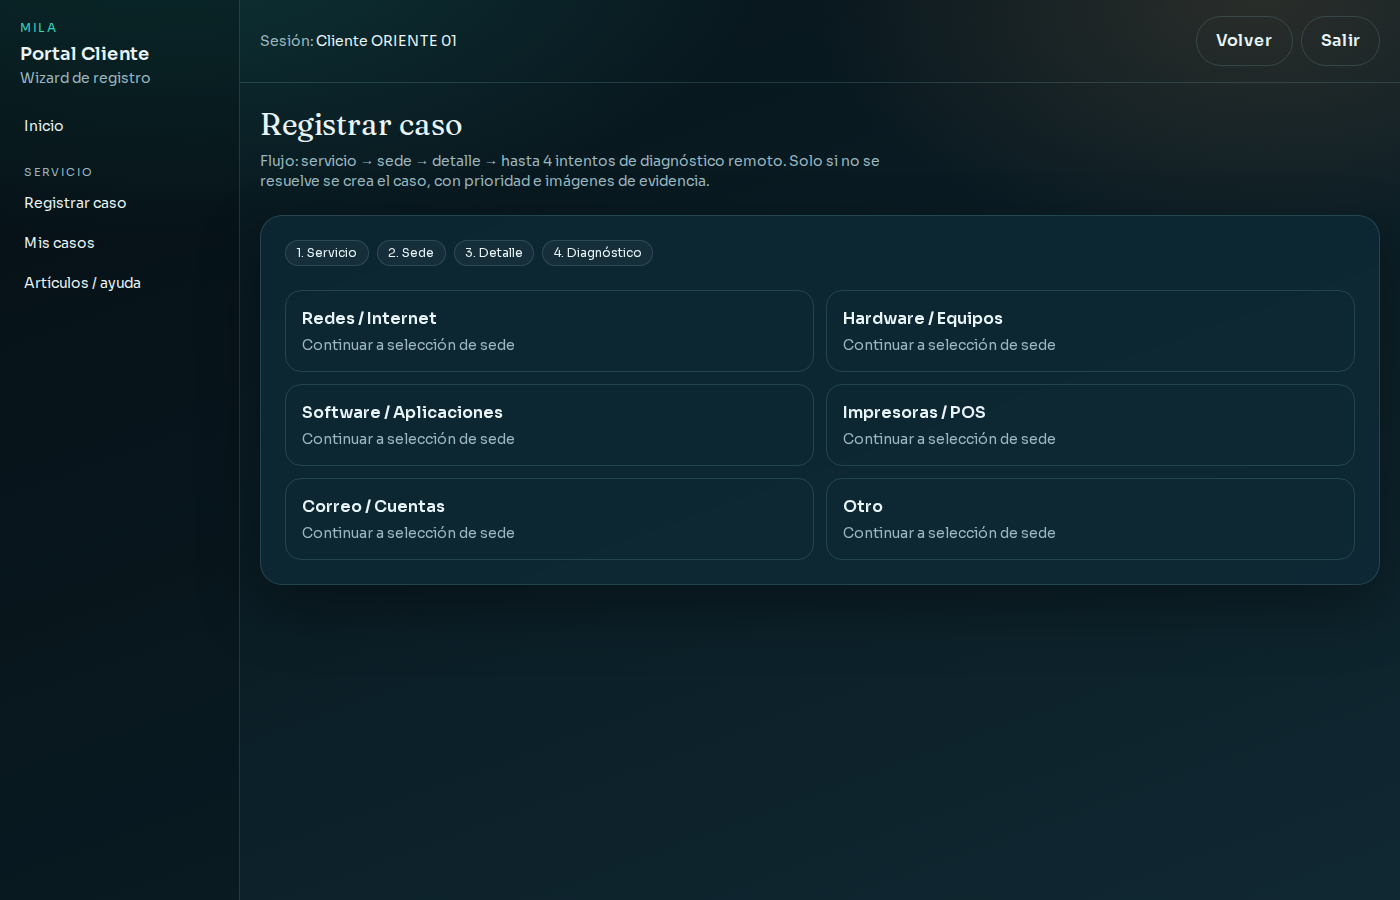 MILA
Portal Cliente
Wizard de registro
Inicio
SERVICIO
Registrar caso
Mis casos
Artículos / ayuda
Sesión: Cliente ORIENTE 01
Volver
Salir
Registrar caso
Flujo: servicio → sede → detalle → hasta 4 intentos de diagnóstico remoto. Solo si no se
resuelve se crea el caso, con prioridad e imágenes de evidencia.
1. Servicio
2. Sede
3. Detalle
4. Diagnóstico
Redes / Internet
Continuar a selección de sede
Hardware / Equipos
Continuar a selección de sede
Software / Aplicaciones
Continuar a selección de sede
Impresoras / POS
Continuar a selección de sede
Correo / Cuentas
Continuar a selección de sede
Otro
Continuar a selección de sede